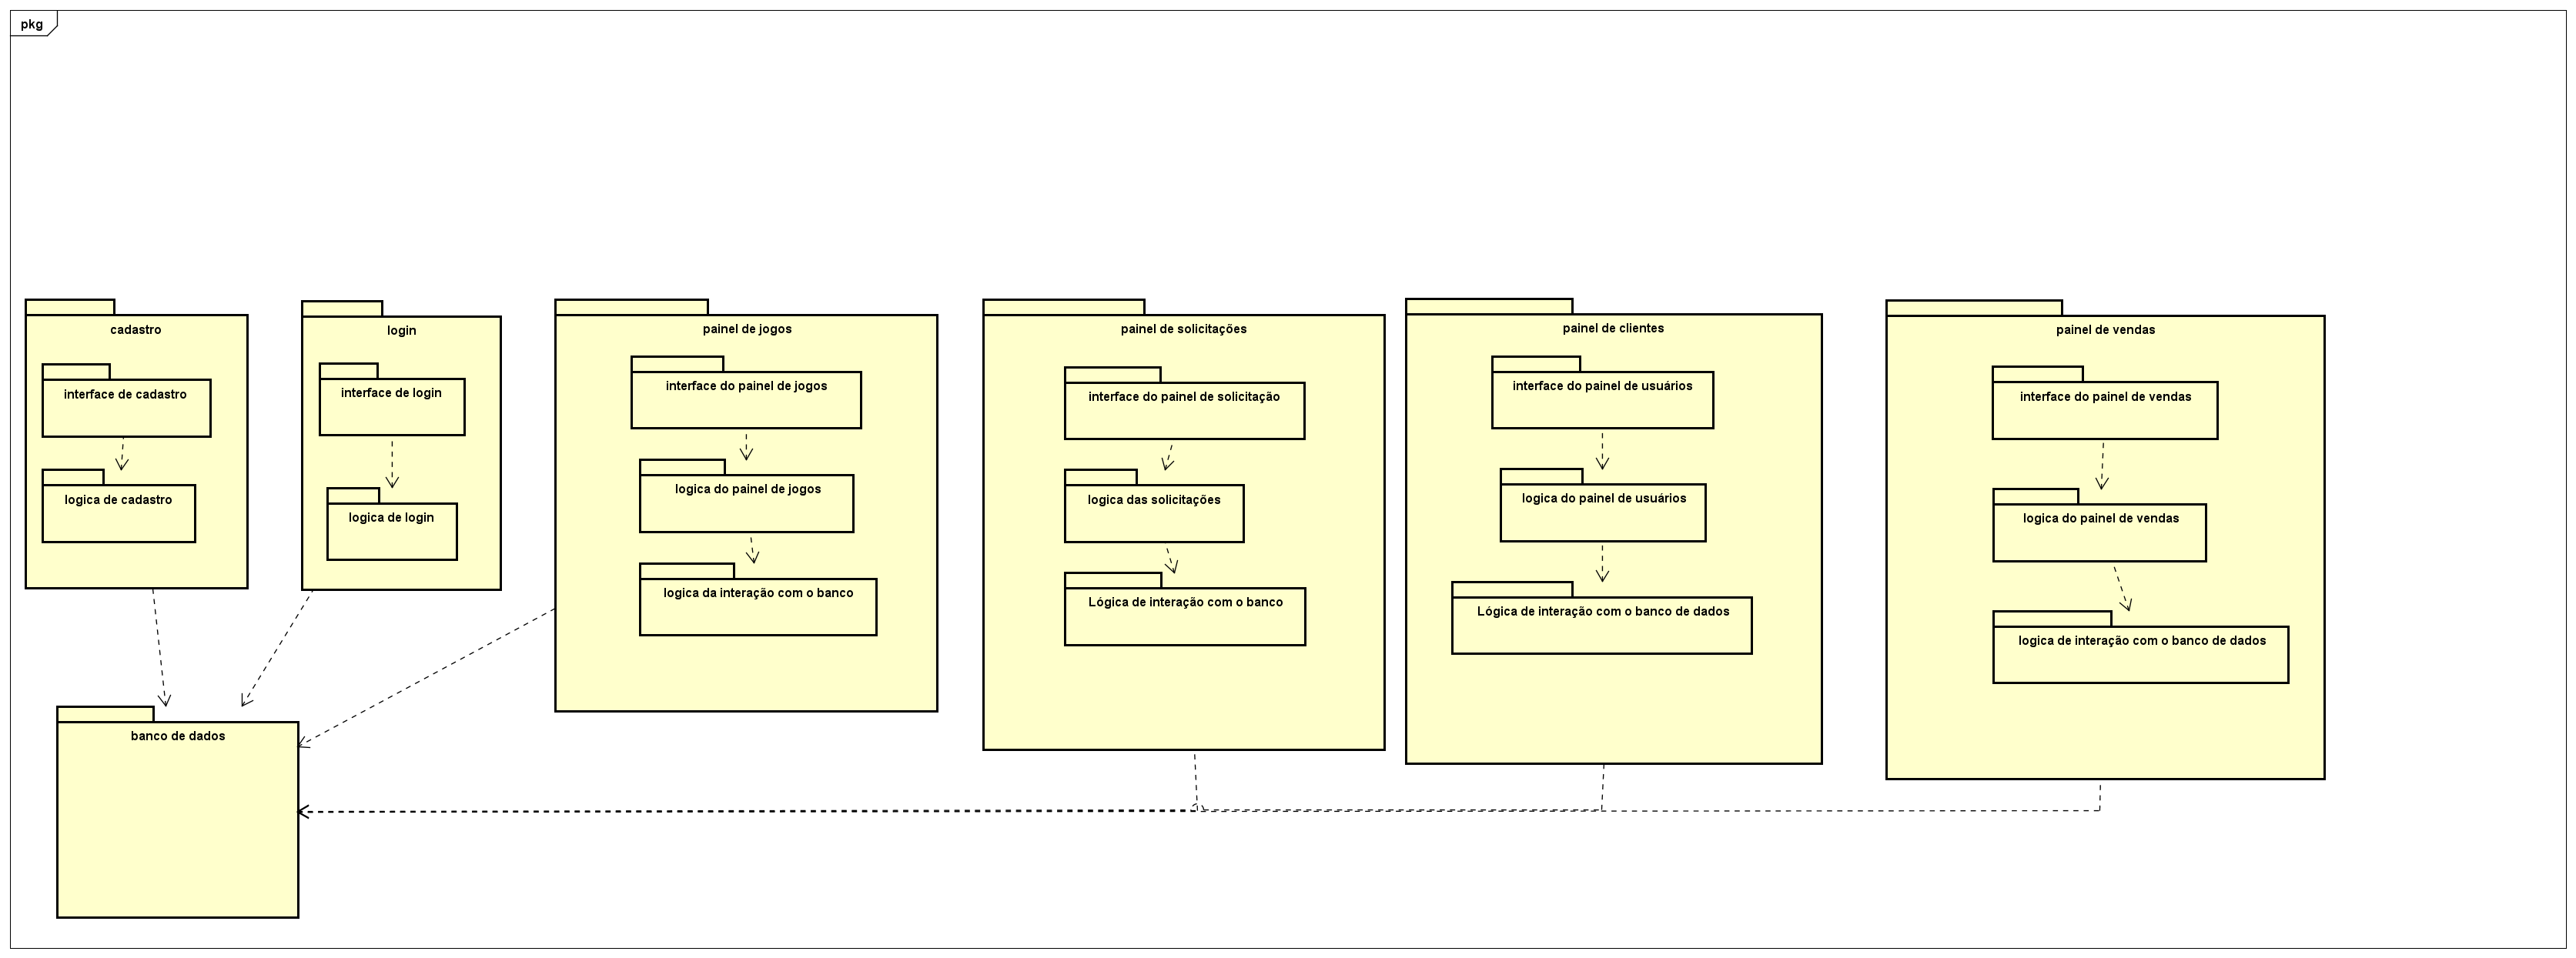 pkg
cadastro
interface de cadastro
logica de cadastro
login
interface de login
logica de login
painel de jogos
interface do painel de jogos
logica do painel de jogos
logica da interação com o banco
painel de solicitações
interface do painel de solicitação
logica das solicitações
Lógica de interação com o banco
painel de clientes
interface do painel de usuários
logica do painel de usuários
Lógica de interação com o banco de dados
painel de vendas
interface do painel de vendas
logica do painel de vendas
logica de interação com o banco de dados
banco de dados